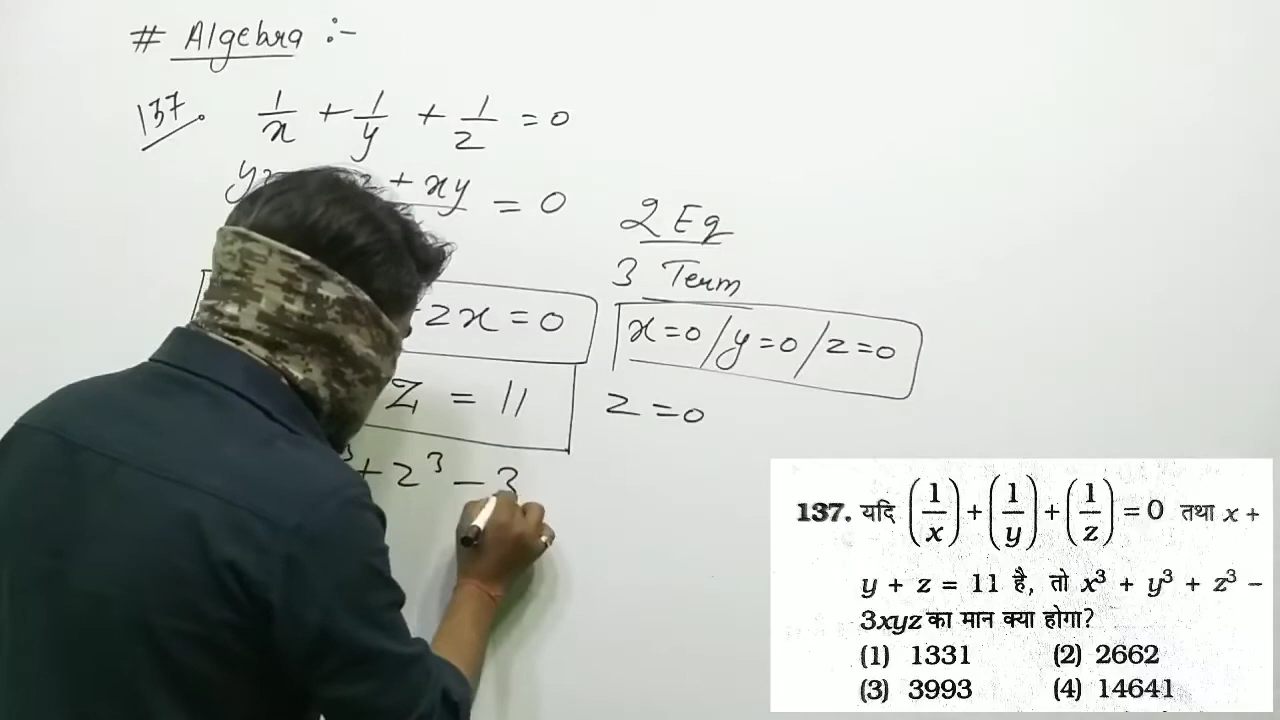 # Algebra :-
137. 1/x + 1/y + 1/z = 0
+ xy = 0
2 Eq
3 Term
zx = 0
x = 0 / y = 0 / z = 0
z = 11
z = 0
+ z³ - 3
137. यदि (1/x) + (1/y) + (1/z) = 0 तथा x +
y + z = 11 है, तो x³ + y³ + z³ −
3xyz का मान क्या होगा?
(1) 1331 (2) 2662
(3) 3993 (4) 14641